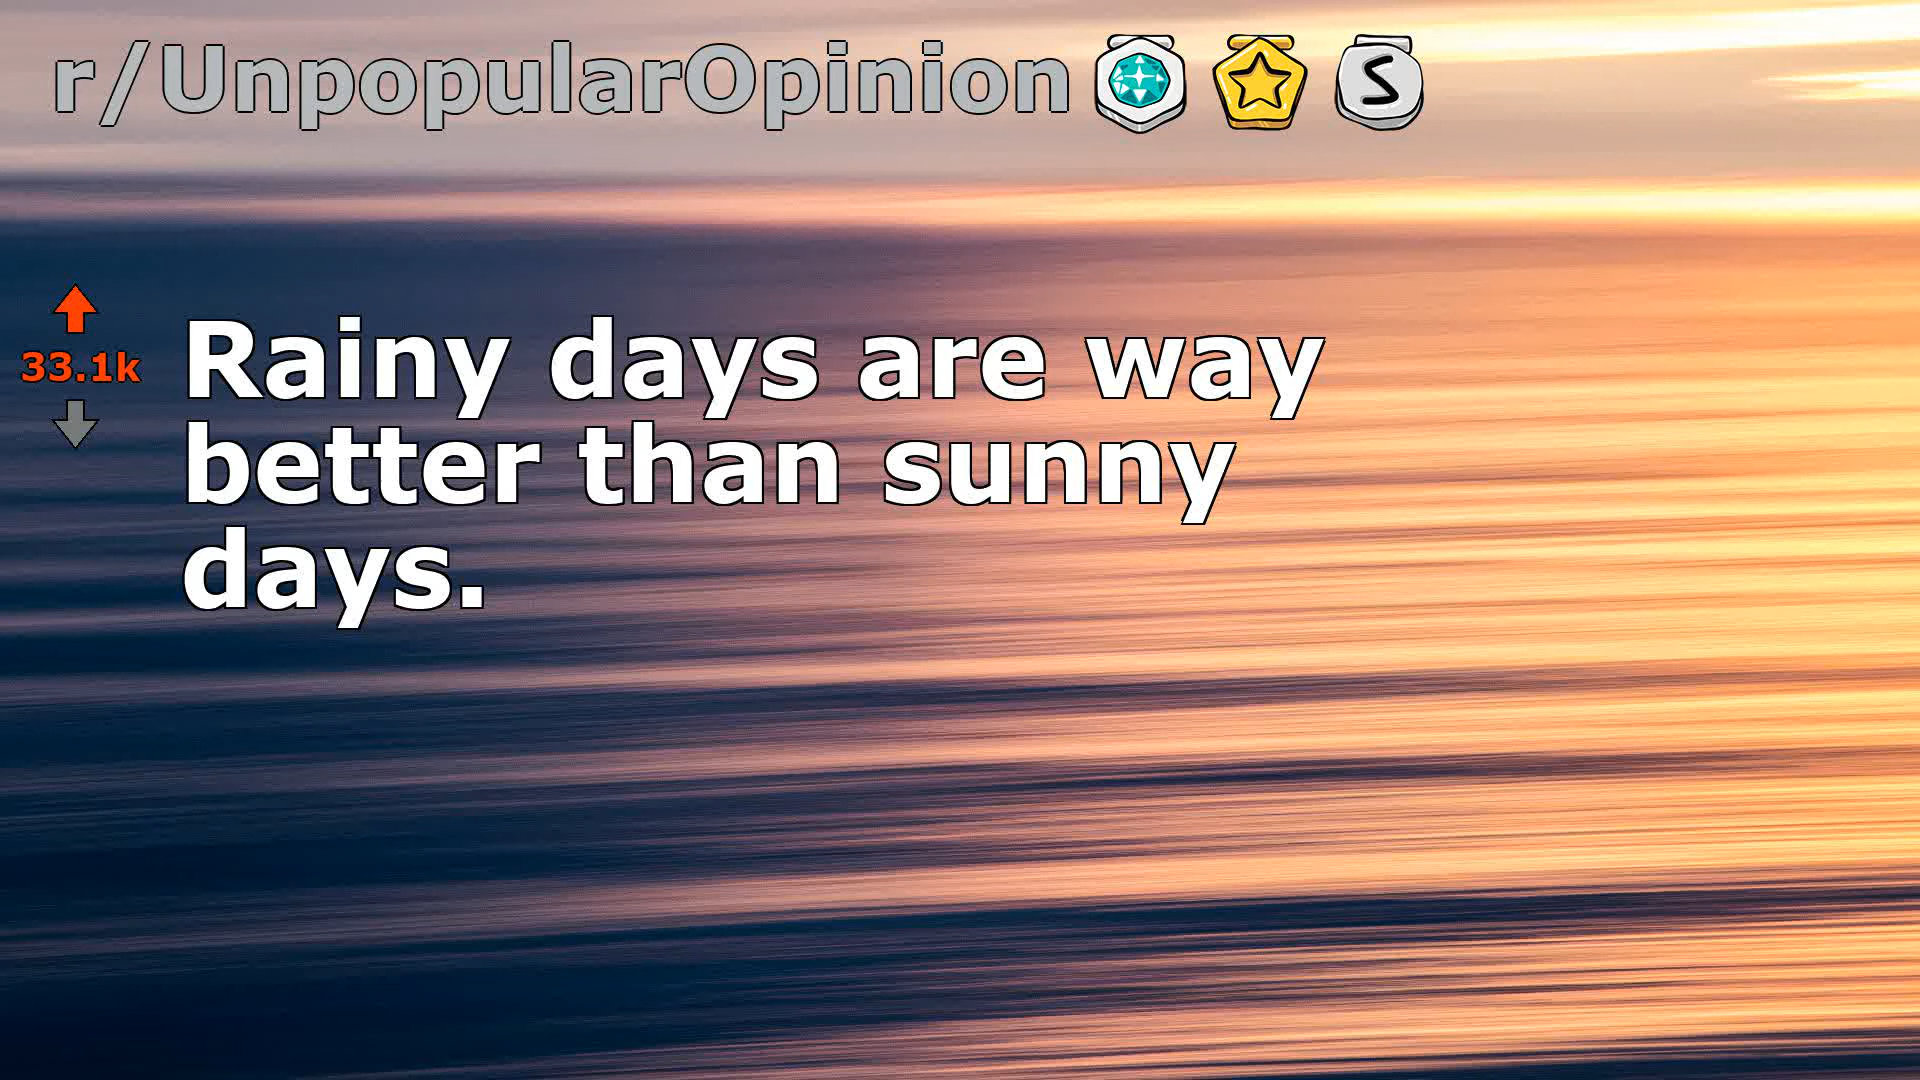 r/UnpopularOpinion S
33.1k
Rainy days are way
better than sunny
days.